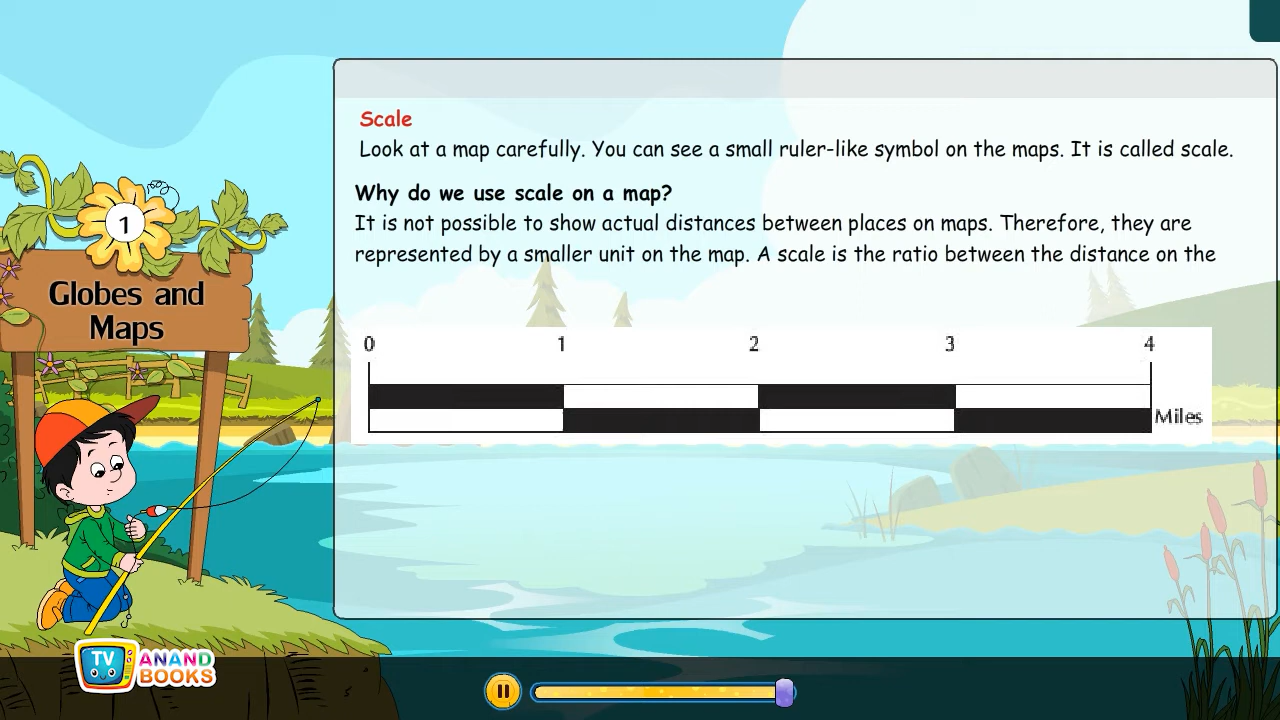 Scale
Look at a map carefully. You can see a small ruler-like symbol on the maps. It is called scale.
Why do we use scale on a map?
It is not possible to show actual distances between places on maps. Therefore, they are
represented by a smaller unit on the map. A scale is the ratio between the distance on the
1
Globes and
Maps
0 1 2 3 4
Miles
TV
ANAND
BOOKS